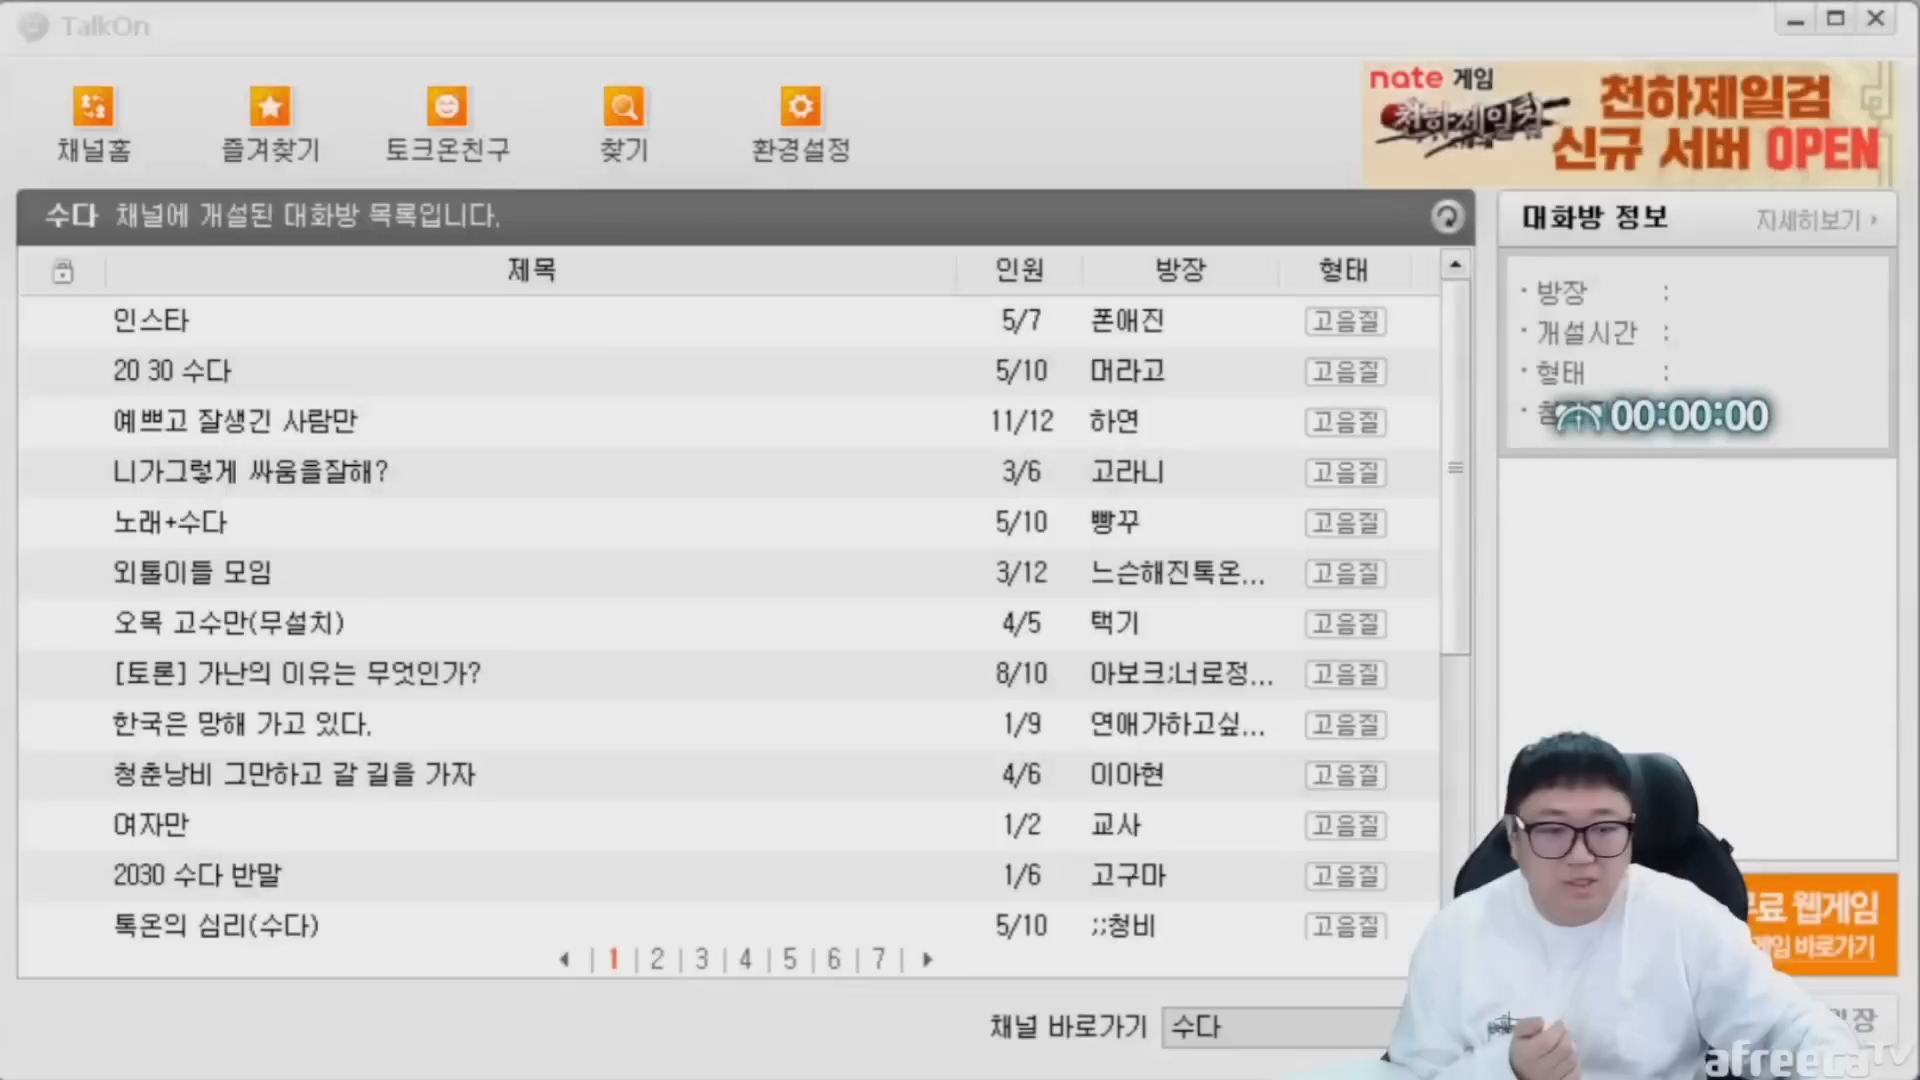 TalkOn
채널홈
즐겨찾기
토크온친구
찾기
환경설정
nate 게임
천하제일검
천하제일검
신규 서버 OPEN
수다 채널에 개설된 대화방 목록입니다.
대화방 정보 자세히보기
제목 인원 방장 형태
인스타 5/7 폰애진 고음질
20 30 수다 5/10 머라고 고음질
예쁘고 잘생긴 사람만 11/12 하연 고음질
니가그렇게 싸움을잘해? 3/6 고라니 고음질
노래+수다 5/10 빵꾸 고음질
외톨이들 모임 3/12 느슨해진톡온... 고음질
오목 고수만(무설치) 4/5 택기 고음질
[토론] 가난의 이유는 무엇인가? 8/10 아보크;너로정... 고음질
한국은 망해 가고 있다. 1/9 연애가하고싶... 고음질
청춘낭비 그만하고 갈 길을 가자 4/6 이아현 고음질
여자만 1/2 교사 고음질
2030 수다 반말 1/6 고구마 고음질
톡온의 심리(수다) 5/10 ;;청비 고음질
| 1 | 2 | 3 | 4 | 5 | 6 | 7 |
채널 바로가기 수다
· 방장 :
· 개설시간 :
· 형태 :
00:00:00
웹게임
바로가기
afreecaTV